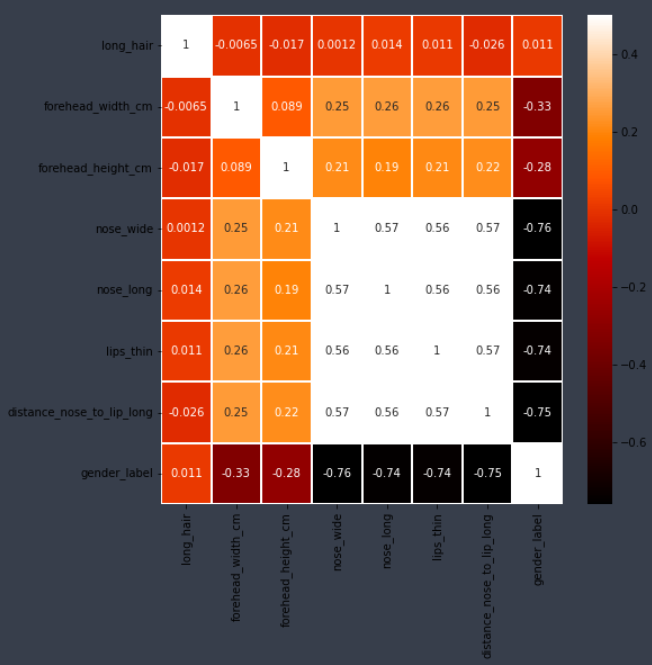 long_hair 1 -0.0065 -0.017 0.0012 0.014 0.011 -0.026 0.011
forehead_width_cm -0.0065 1 0.089 0.25 0.26 0.26 0.25 -0.33
forehead_height_cm -0.017 0.089 1 0.21 0.19 0.21 0.22 -0.28
nose_wide 0.0012 0.25 0.21 1 0.57 0.56 0.57 -0.76
nose_long 0.014 0.26 0.19 0.57 1 0.56 0.56 -0.74
lips_thin 0.011 0.26 0.21 0.56 0.56 1 0.57 -0.74
distance_nose_to_lip_long -0.026 0.25 0.22 0.57 0.56 0.57 1 -0.75
gender_label 0.011 -0.33 -0.28 -0.76 -0.74 -0.74 -0.75 1
long_hair
forehead_width_cm
forehead_height_cm
nose_wide
nose_long
lips_thin
distance_nose_to_lip_long
gender_label
0.4
0.2
0.0
−0.2
−0.4
−0.6